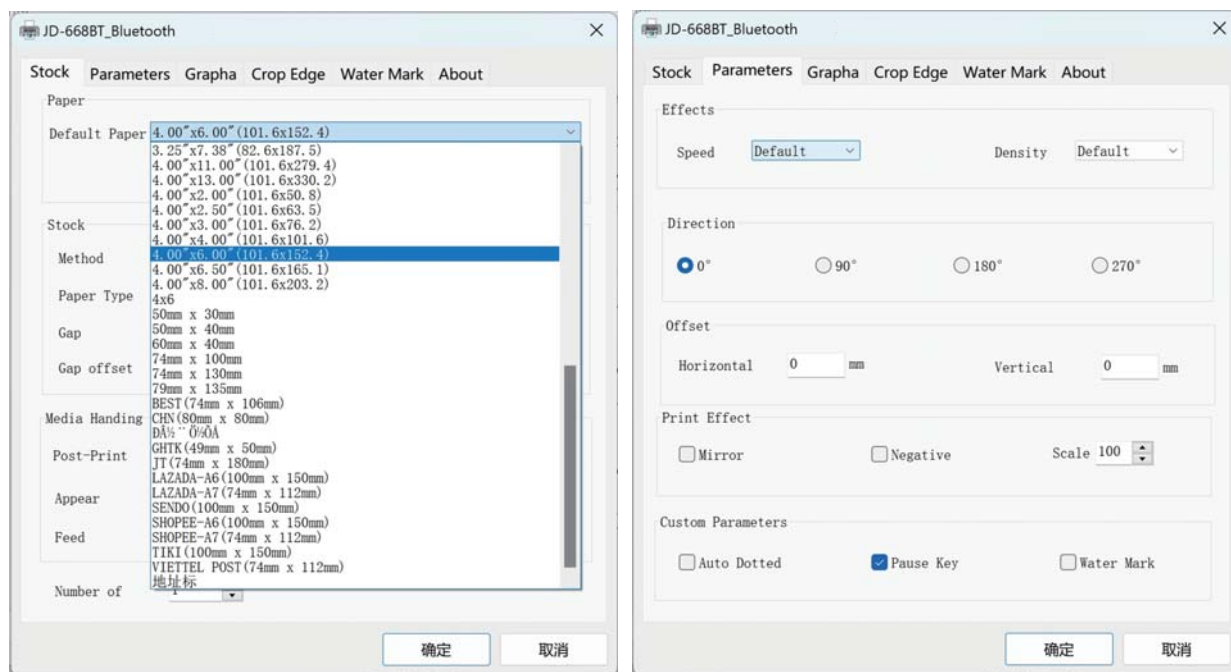 JD-668BT_Bluetooth
Stock Parameters Grapha Crop Edge Water Mark About
Paper
Default Paper 4.00"x6.00"(101.6x152.4)
3.25"x7.38"(82.6x187.5)
4.00"x11.00"(101.6x279.4)
4.00"x13.00"(101.6x330.2)
4.00"x2.00"(101.6x50.8)
4.00"x2.50"(101.6x63.5)
4.00"x3.00"(101.6x76.2)
4.00"x4.00"(101.6x101.6)
4.00"x6.00"(101.6x152.4)
4.00"x6.50"(101.6x165.1)
4.00"x8.00"(101.6x203.2)
4x6
50mm x 30mm
50mm x 40mm
60mm x 40mm
74mm x 100mm
74mm x 130mm
79mm x 135mm
BEST(74mm x 106mm)
CHN(80mm x 80mm)
GHTK(49mm x 50mm)
JT(74mm x 180mm)
LAZADA-A6(100mm x 150mm)
LAZADA-A7(74mm x 112mm)
SENDO(100mm x 150mm)
SHOPEE-A6(100mm x 150mm)
SHOPEE-A7(74mm x 112mm)
TIKI(100mm x 150mm)
VIETTEL POST(74mm x 112mm)
地址标
Stock
Method
Paper Type
Gap
Gap offset
Media Handing
Post-Print
Appear
Feed
Number of
确定 取消
JD-668BT_Bluetooth
Stock Parameters Grapha Crop Edge Water Mark About
Effects
Speed Default Density Default
Direction
0° 90° 180° 270°
Offset
Horizontal 0 mm Vertical 0 mm
Print Effect
Mirror Negative Scale 100
Custom Parameters
Auto Dotted Pause Key Water Mark
确定 取消